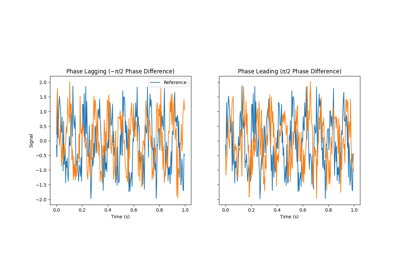 Phase Lagging (−π/2 Phase Difference)
Phase Leading (π/2 Phase Difference)
Reference
2.0
1.5
1.0
0.5
0.0
−0.5
−1.0
−1.5
−2.0
Signal
0.0 0.2 0.4 0.6 0.8 1.0
0.0 0.2 0.4 0.6 0.8 1.0
Time (s)
Time (s)